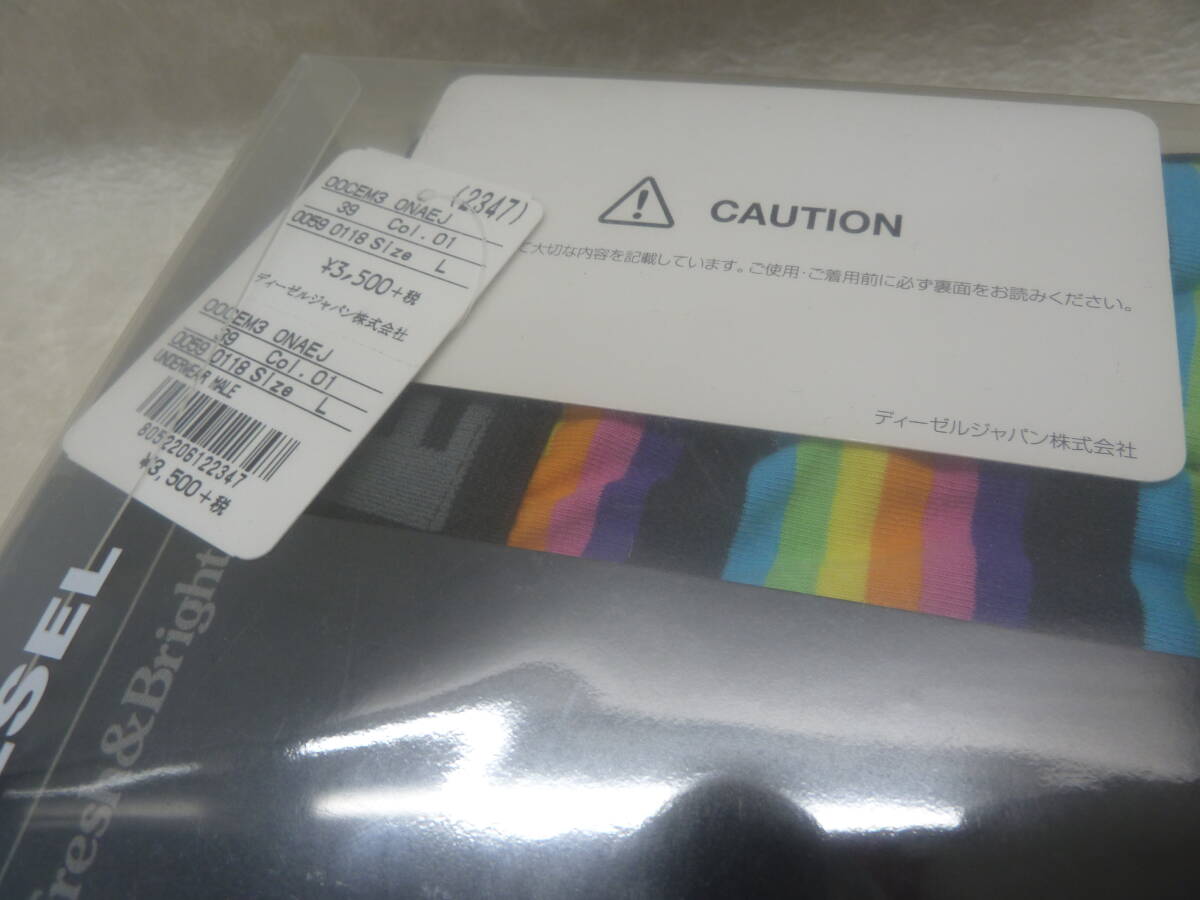 (2347)
00CEM3 0NAEJ
39 Col.01
0059 0118 Size L
¥3,500+税
ディーゼルジャパン株式会社
00CEM3 0NAEJ
39 Col.01
0059 0118 Size L
UNDERWEAR MALE
8052206122347
¥3,500+税
CAUTION
大切な内容を記載しています。ご使用・ご着用前に必ず裏面をお読みください。
ディーゼルジャパン株式会社
SEL
Fresh&Bright